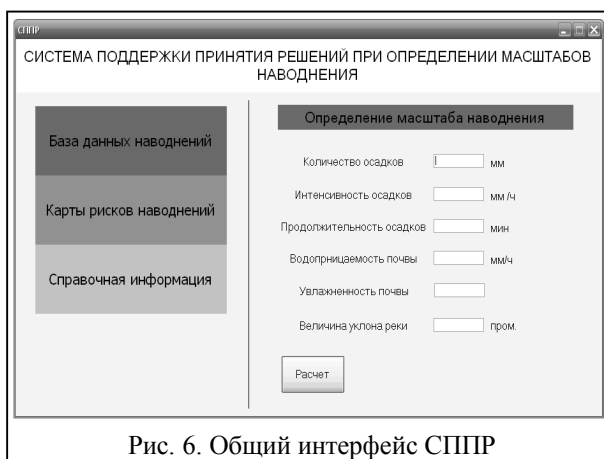 СППР
СИСТЕМА ПОДДЕРЖКИ ПРИНЯТИЯ РЕШЕНИЙ ПРИ ОПРЕДЕЛЕНИИ МАСШТАБОВ
НАВОДНЕНИЯ
База данных наводнений
Карты рисков наводнений
Справочная информация
Определение масштаба наводнения
Количество осадков мм
Интенсивность осадков мм /ч
Продолжительность осадков мин
Водопрницаемость почвы мм/ч
Увлажненность почвы
Величина уклона реки пром.
Расчет
Рис. 6. Общий интерфейс СППР